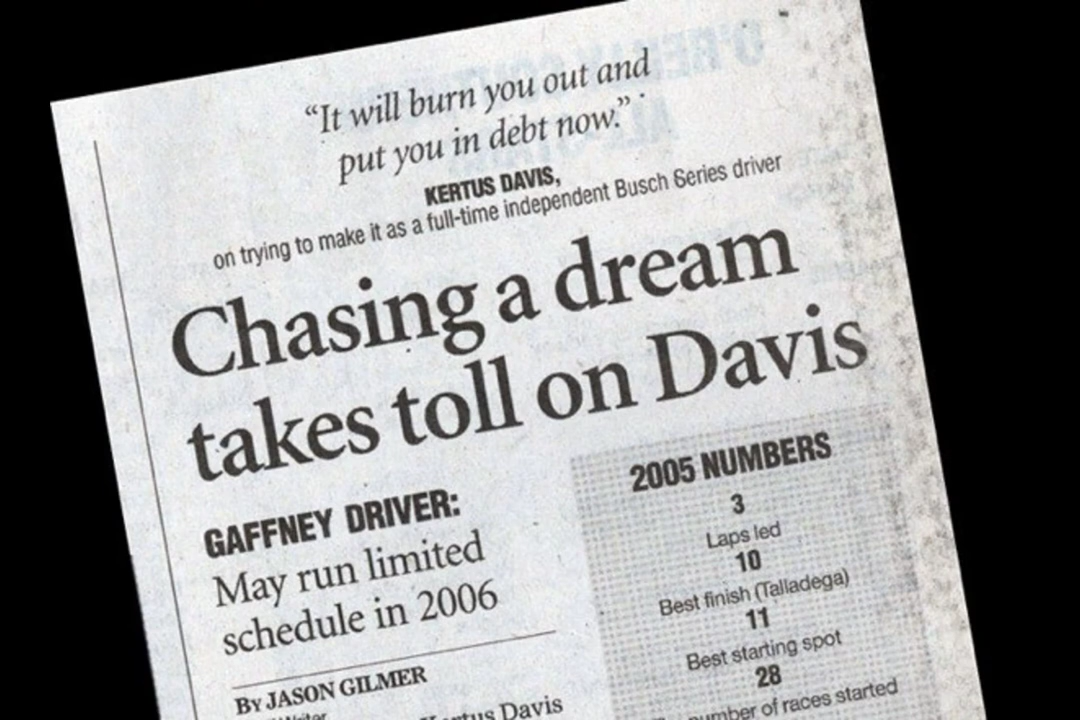 “It will burn you out and
put you in debt now.”
KERTUS DAVIS,
on trying to make it as a full-time independent Busch Series driver
Chasing a dream
takes toll on Davis
GAFFNEY DRIVER:
May run limited
schedule in 2006
By JASON GILMER
Writer
Kertus Davis
2005 NUMBERS
3
Laps led
10
Best finish (Talladega)
11
Best starting spot
28
number of races started